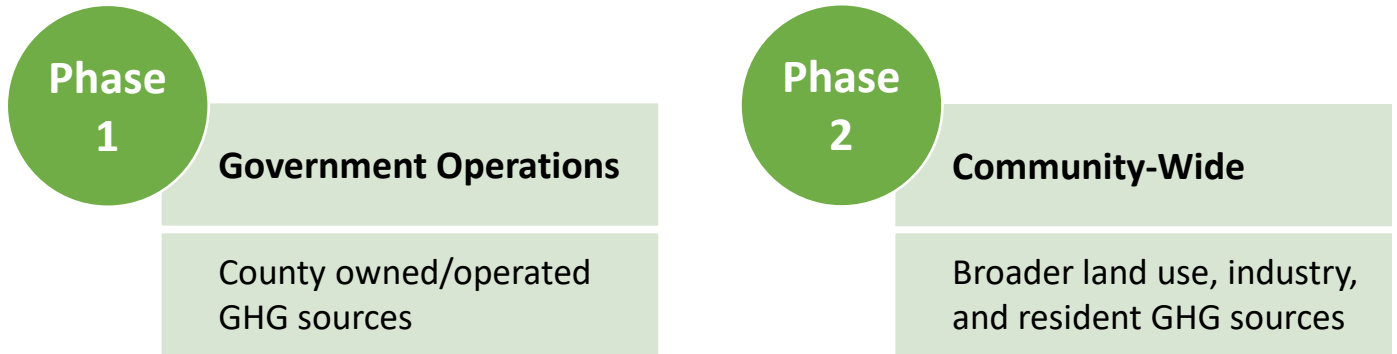 Phase
1
Government Operations
County owned/operated
GHG sources
Phase
2
Community-Wide
Broader land use, industry,
and resident GHG sources